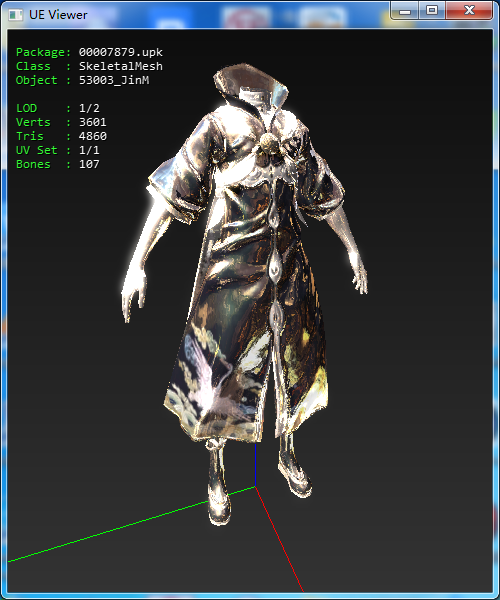 UE Viewer
Package: 00007879.upk
Class : SkeletalMesh
Object : 53003_JinM
LOD : 1/2
Verts : 3601
Tris : 4860
UV Set : 1/1
Bones : 107